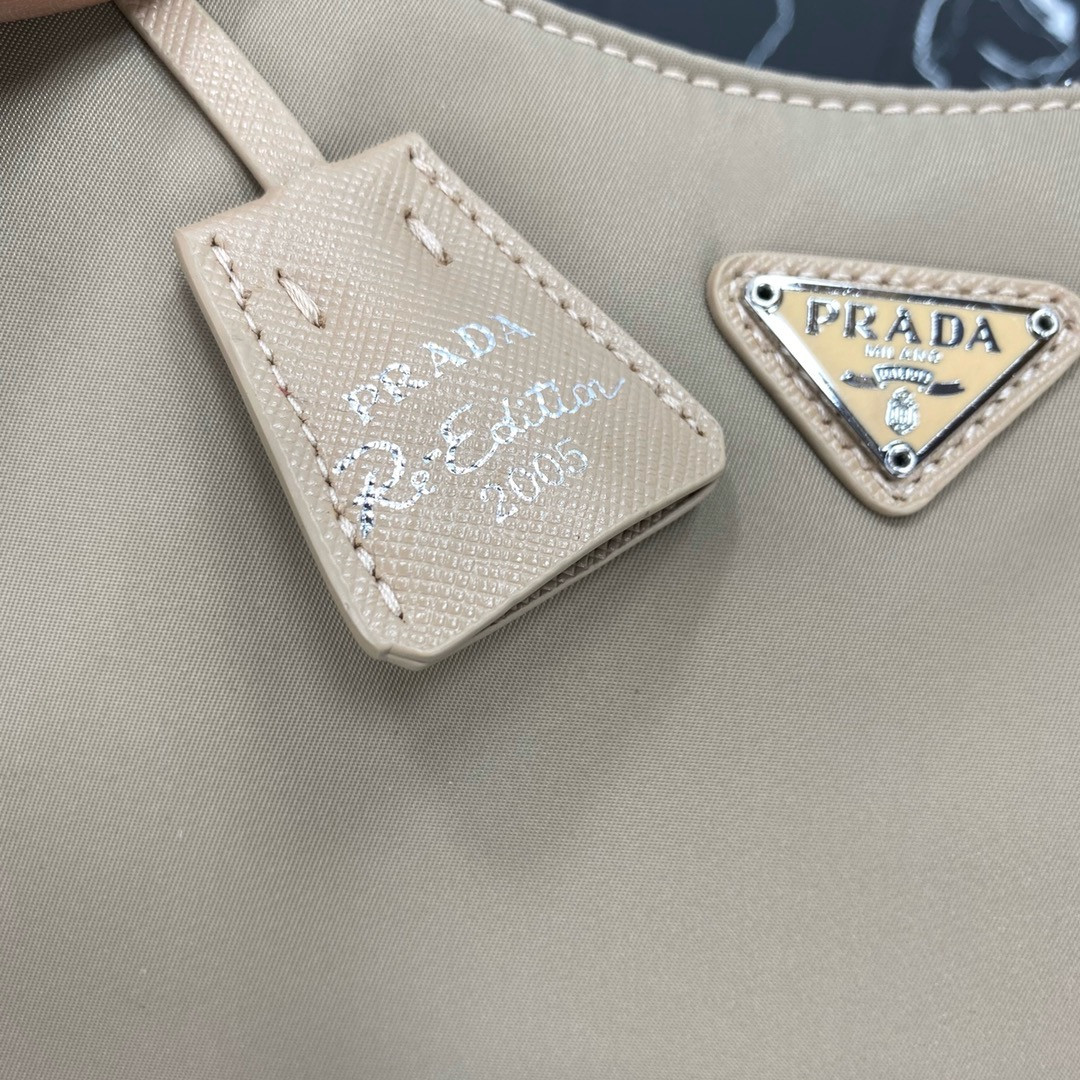 PRADA
Re-Edition
2005
PRADA
MILANO